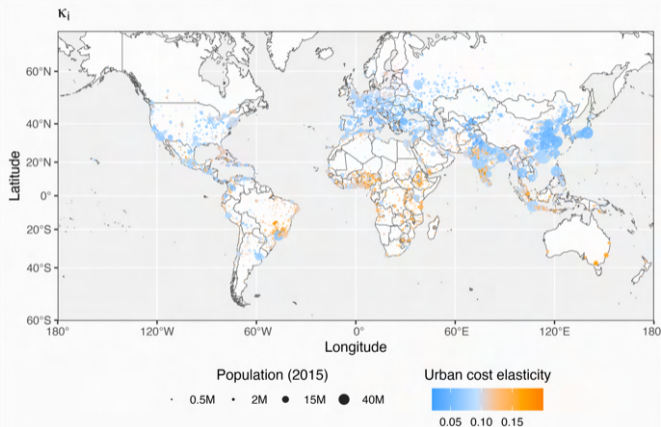 κi
Latitude
60°N
40°N
20°N
0°
20°S
40°S
60°S
180° 120°W 60°W 0° 60°E 120°E 180°
Longitude
Population (2015)
0.5M 2M 15M 40M
Urban cost elasticity
0.05 0.10 0.15